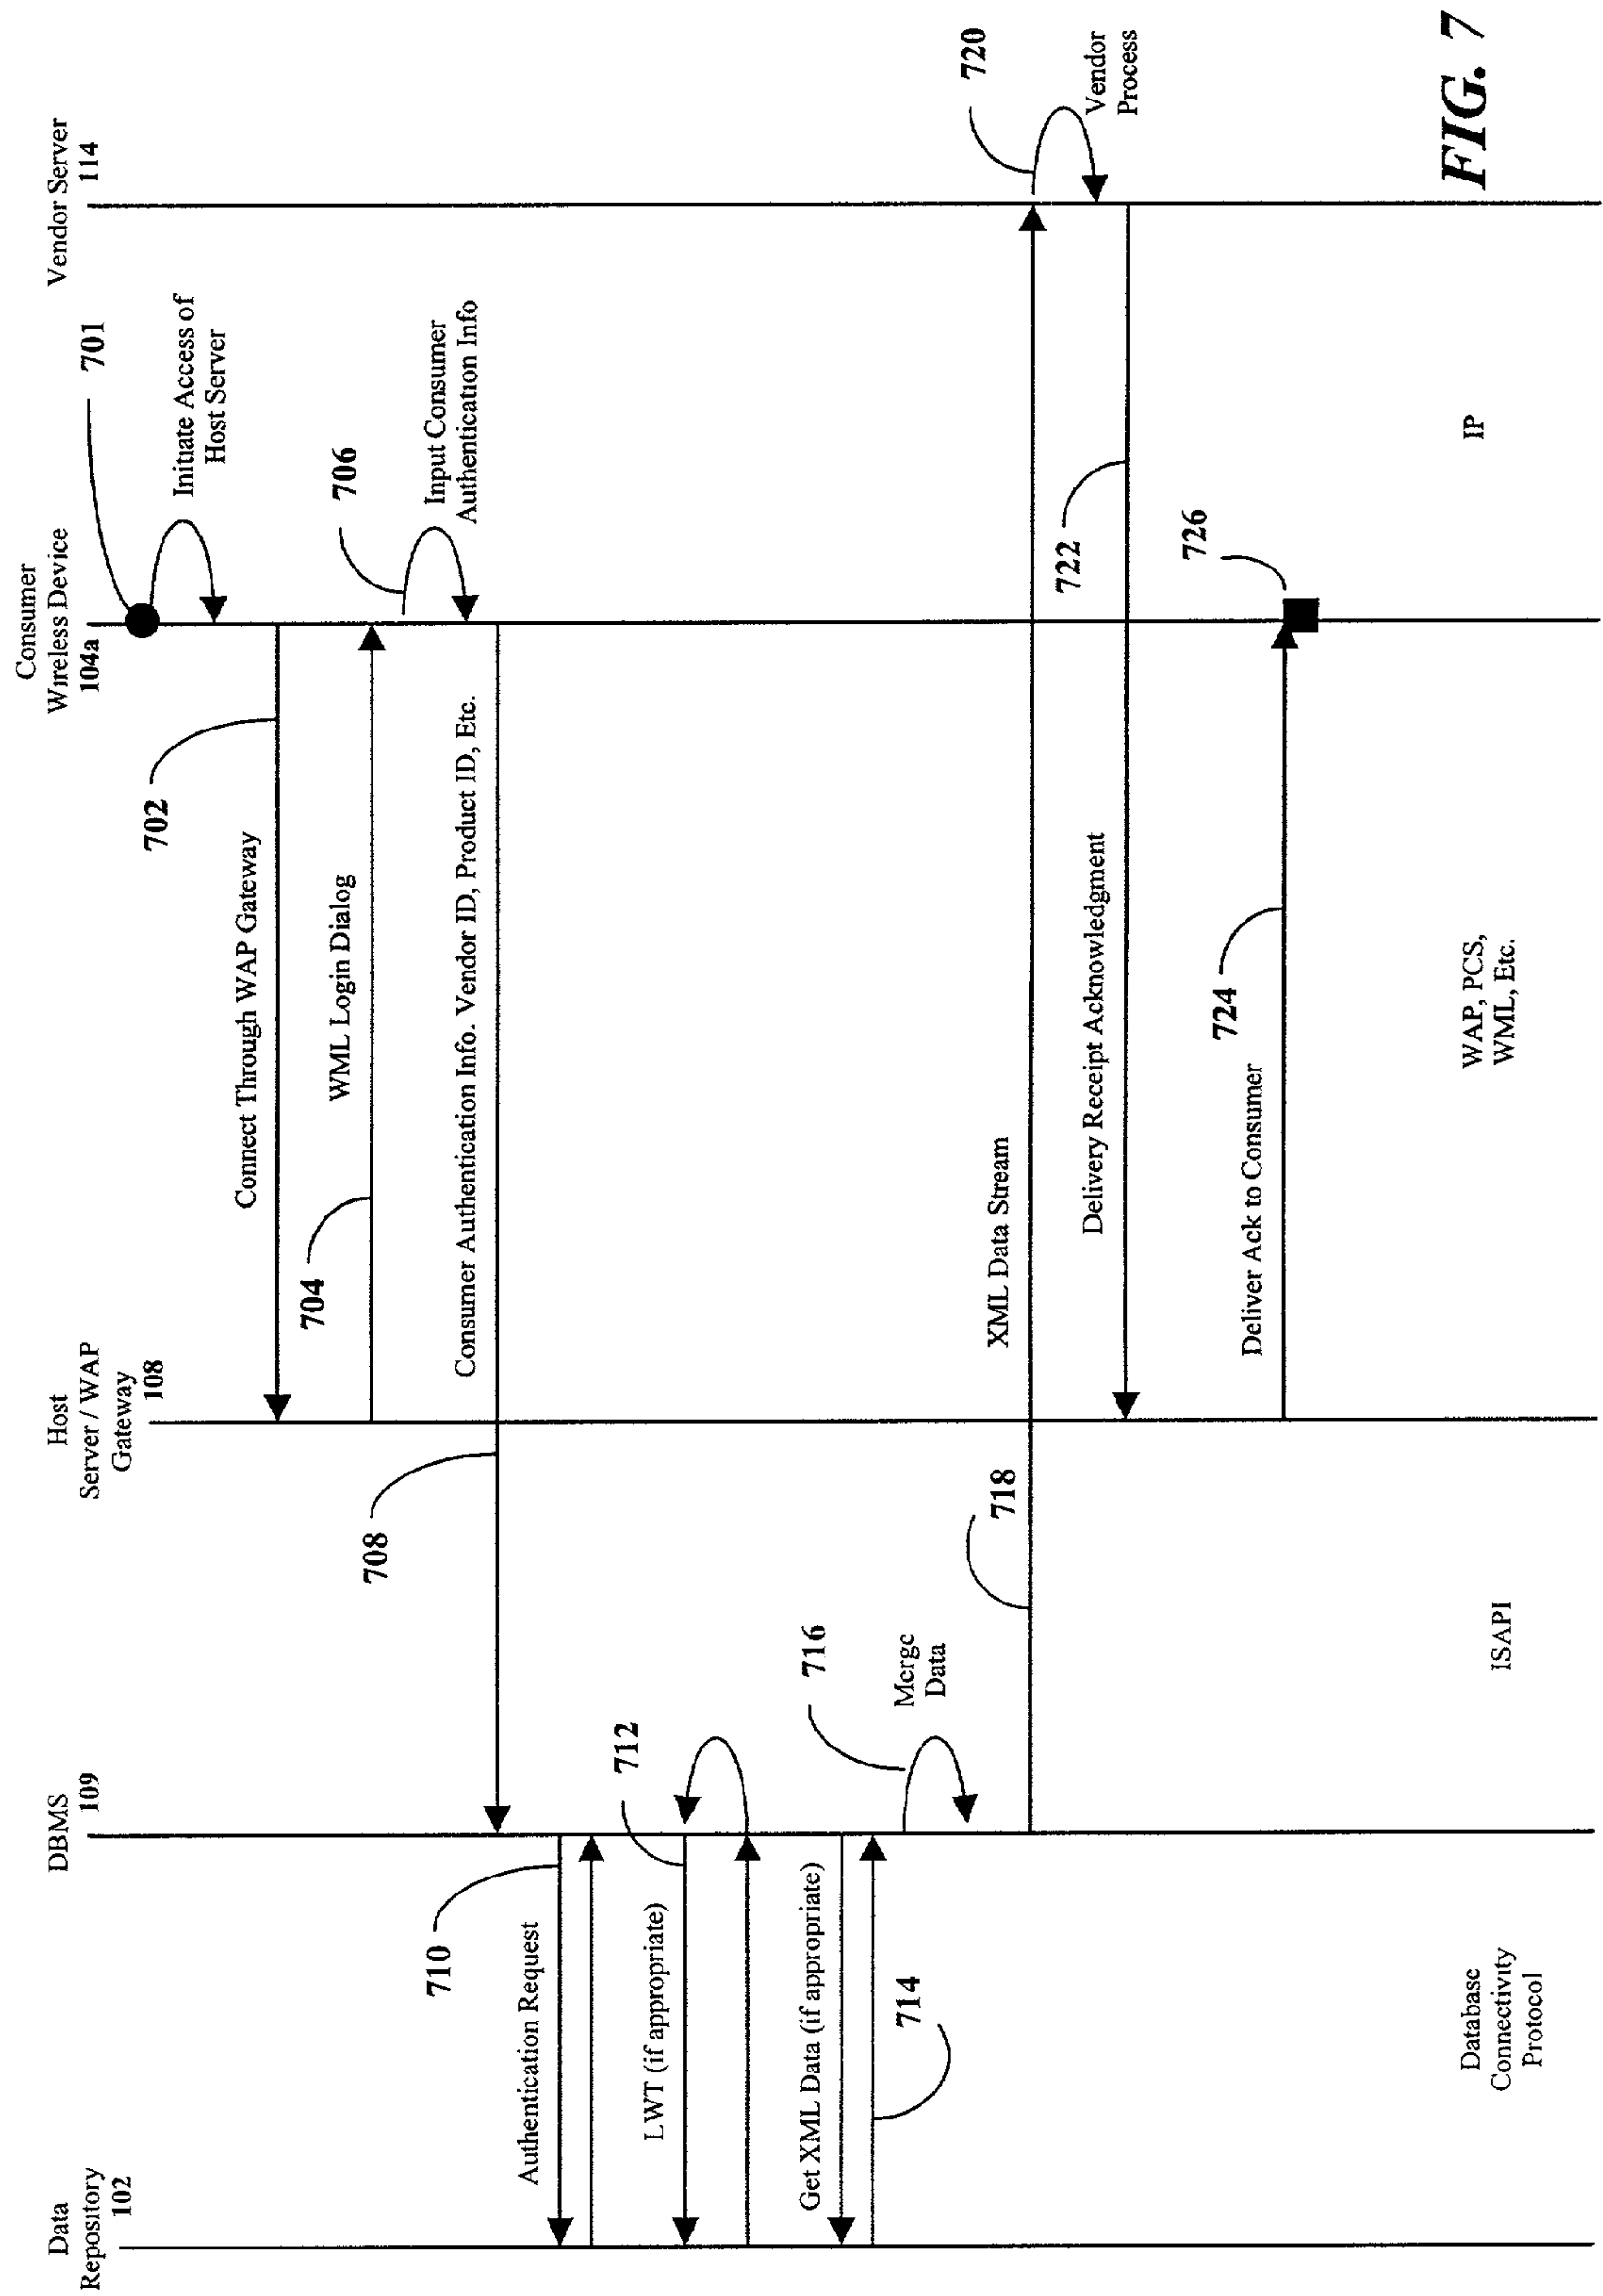 Data
Repository
102
DBMS
109
Host
Server / WAP
Gateway
108
Consumer
Wireless Device
104a
Vendor Server
114
701
Initiate Access of
Host Server
702
Connect Through WAP Gateway
704
WML Login Dialog
706
Input Consumer
Authentication Info
Consumer Authentication Info. Vendor ID, Product ID, Etc.
708
710
Authentication Request
712
LWT (if appropriate)
Get XML Data (if appropriate)
714
716
Merge
Data
718
XML Data Stream
720
Vendor
Process
722
Delivery Receipt Acknowledgment
724
Deliver Ack to Consumer
726
Database
Connectivity
Protocol
ISAPI
WAP, PCS,
WML, Etc.
IP
FIG. 7